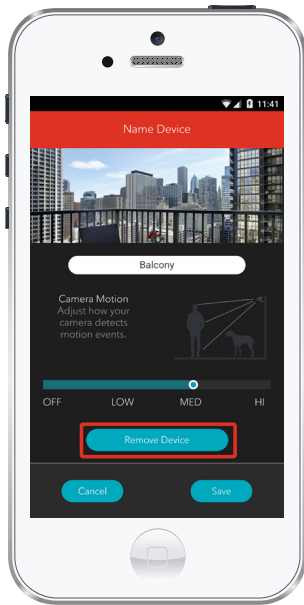 11:41
Name Device
Balcony
Camera Motion
Adjust how your
camera detects
motion events.
OFF LOW MED HI
Remove Device
Cancel Save